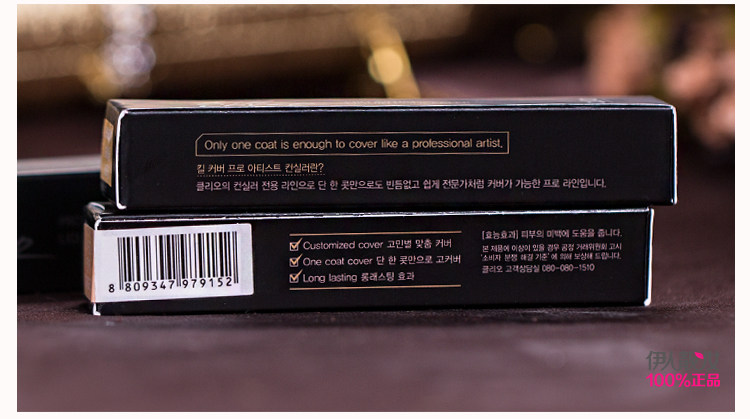 Only one coat is enough to cover like a professional artist.
킬 커버 프로 아티스트 컨실러란?
클리오의 컨실러 전용 라인으로 단 한 콧만으로도 빈틈없고 쉽게 전문가처럼 커버가 가능한 프로 라인입니다.
8 809347 979152
Customized cover 고민별 맞춤 커버
One coat cover 단 한 콧만으로 고커버
Long lasting 롱래스팅 효과
[효능효과] 피부의 미백에 도움을 줍니다.
본 제품에 이상이 있을 경우 공정 거래위원회 고시
'소비자 분쟁 해결 기준' 에 의해 보상해 드립니다.
클리오 고객상담실 080-080-1510
伊人
100%正品